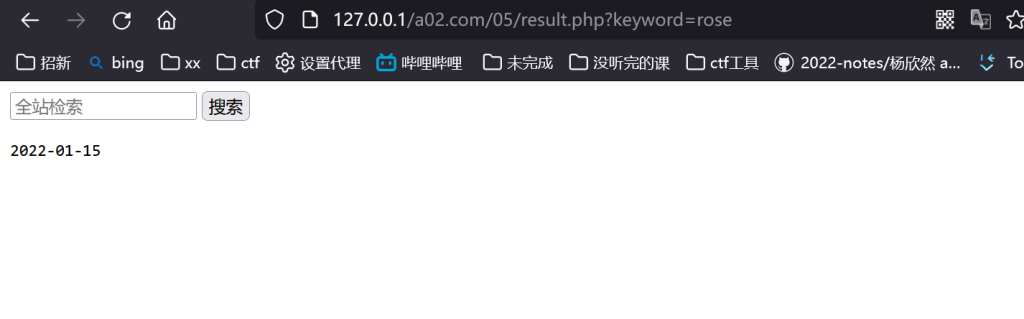 127.0.0.1/a02.com/05/result.php?keyword=rose
招新 bing xx ctf 设置代理 哔哩哔哩 未完成 没听完的课 ctf工具 2022-notes/杨欣然 a... To
全站检索 搜索
2022-01-15